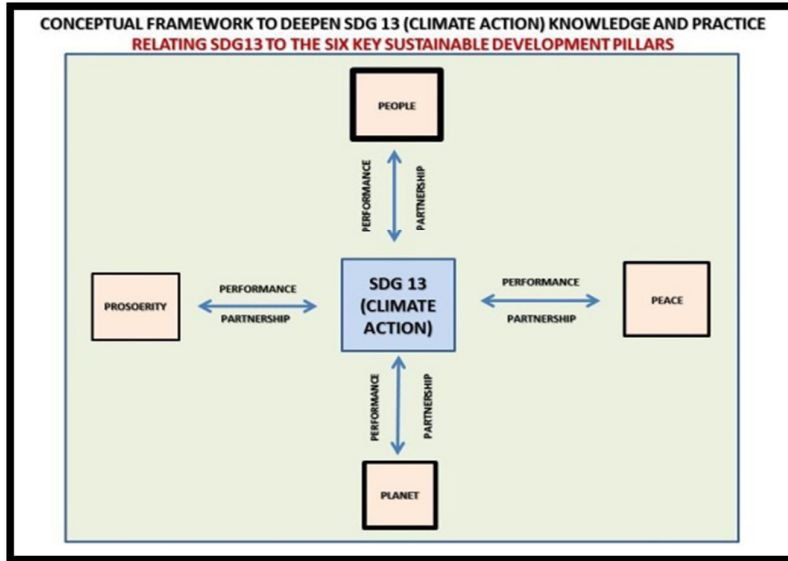 CONCEPTUAL FRAMEWORK TO DEEPEN SDG 13 (CLIMATE ACTION) KNOWLEDGE AND PRACTICE
RELATING SDG13 TO THE SIX KEY SUSTAINABLE DEVELOPMENT PILLARS
PEOPLE
PERFORMANCE
PARTNERSHIP
PROSOERITY
PERFORMANCE
PARTNERSHIP
SDG 13
(CLIMATE
ACTION)
PERFORMANCE
PARTNERSHIP
PEACE
PERFORMANCE
PARTNERSHIP
PLANET